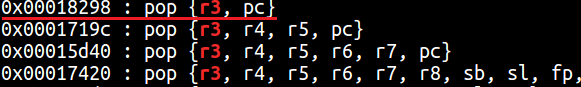 0x00018298 : pop {r3, pc}
0x0001719c : pop {r3, r4, r5, pc}
0x00015d40 : pop {r3, r4, r5, r6, r7, pc}
0x00017420 : pop {r3, r4, r5, r6, r7, r8, sb, sl, fp,